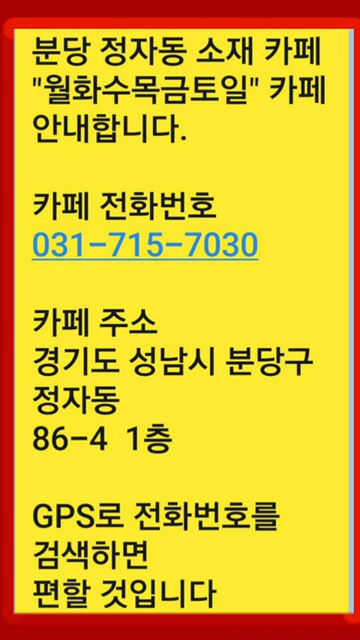 분당 정자동 소재 카페
"월화수목금토일" 카페
안내합니다.
카페 전화번호
031-715-7030
카페 주소
경기도 성남시 분당구
정자동
86-4 1층
GPS로 전화번호를
검색하면
편할 것입니다